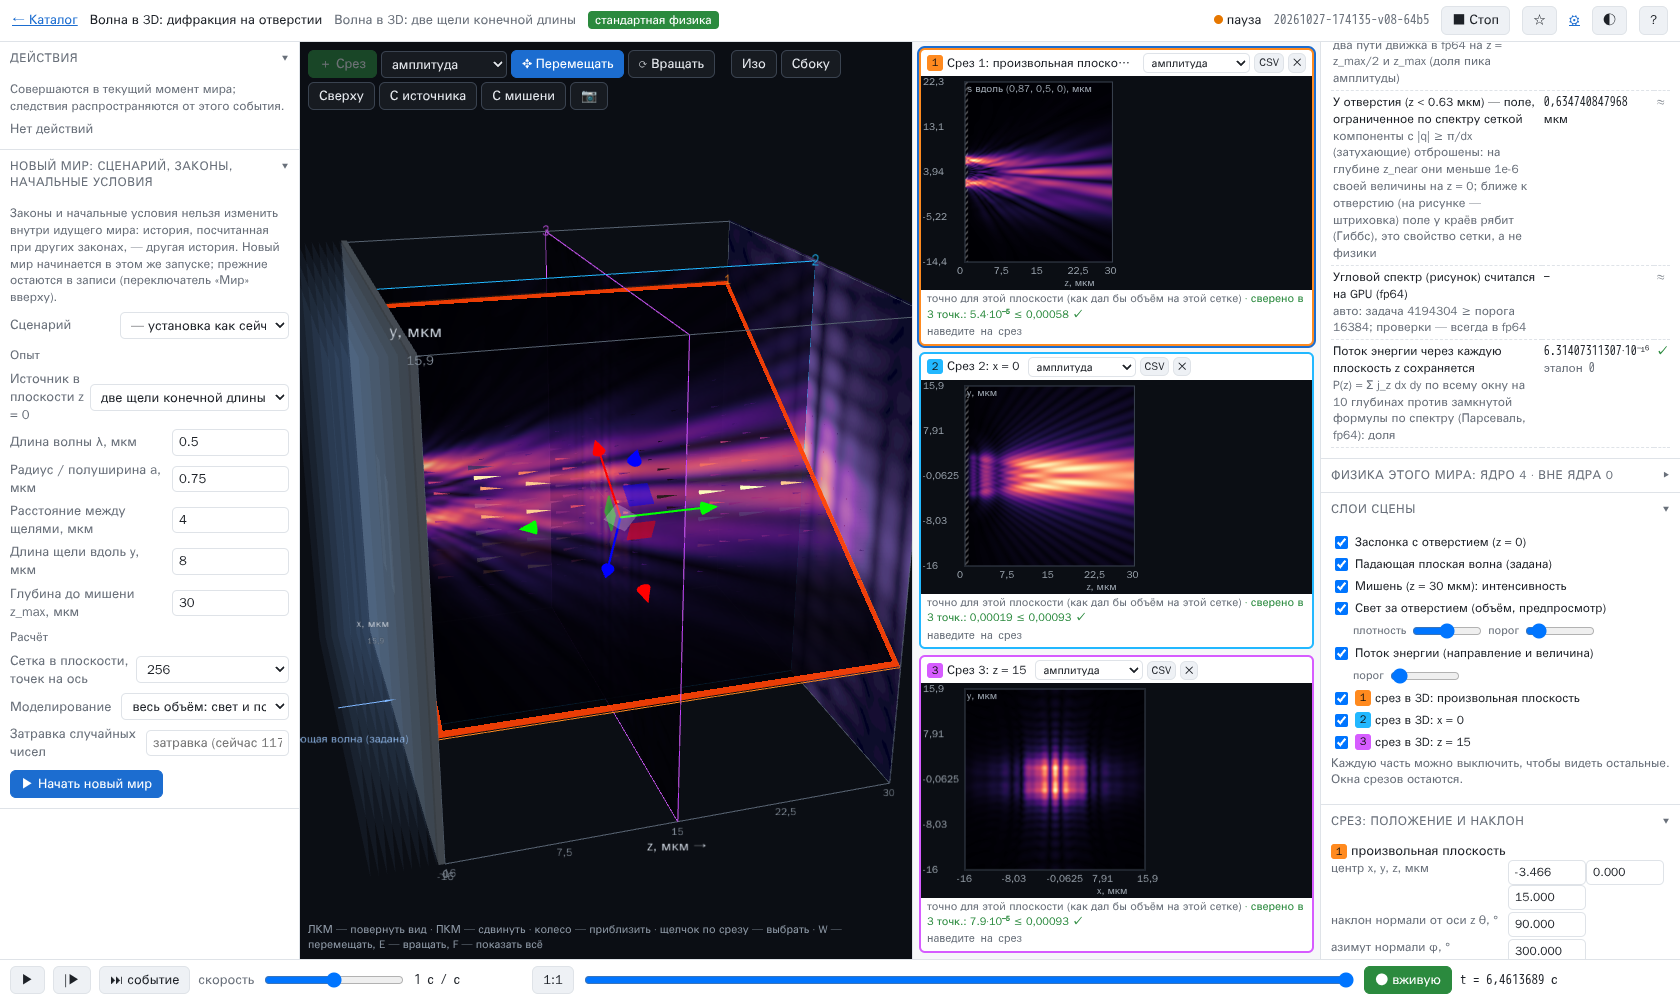 ← Каталог Волна в 3D: дифракция на отверстии Волна в 3D: две щели конечной длины стандартная физика
пауза 20261027-174135-v08-64b5 Стоп ☆ ⚙ ?
ДЕЙСТВИЯ
Совершаются в текущий момент мира;
следствия распространяются от этого события.
Нет действий
НОВЫЙ МИР: СЦЕНАРИЙ, ЗАКОНЫ,
НАЧАЛЬНЫЕ УСЛОВИЯ
Законы и начальные условия нельзя изменить
внутри идущего мира: история, посчитанная
при других законах, — другая история. Новый
мир начинается в этом же запуске; прежние
остаются в записи (переключатель «Мир»
вверху).
Сценарий — установка как сейч
Опыт
Источник в
плоскости z
= 0
две щели конечной длины
Длина волны λ, мкм 0.5
Радиус / полуширина a,
мкм
0.75
Расстояние между
щелями, мкм
4
Длина щели вдоль y,
мкм
8
Глубина до мишени
z_max, мкм
30
Расчёт
Сетка в плоскости,
точек на ось
256
Моделирование весь объём: свет и пс
Затравка случайных
чисел
затравка (сейчас 117
▶ Начать новый мир
+ Срез амплитуда ✥ Перемещать ⟳ Вращать Изо Сбоку
Сверху С источника С мишени
3
2
1
y, мкм
15,9
x, мкм
15,9
ющая волна (задана)
-16
7,5
15
22,5
30
z, мкм →
ЛКМ — повернуть вид · ПКМ — сдвинуть · колесо — приблизить · щелчок по срезу — выбрать · W —
перемещать, E — вращать, F — показать всё
1 Срез 1: произвольная плоско··· амплитуда CSV ✕
22,3
s вдоль (0,87, 0,5, 0), мкм
13,1
3,94
-5,22
-14,4
0 7,5 15 22,5 30
z, мкм
точно для этой плоскости (как дал бы объём на этой сетке) · сверено в
3 точк.: 5.4·10⁻⁶ ≤ 0,00058 ✓
наведите на срез
2 Срез 2: x = 0 амплитуда CSV ✕
15,9
y, мкм
7,91
-0,0625
-8,03
-16
0 7,5 15 22,5 30
z, мкм
точно для этой плоскости (как дал бы объём на этой сетке) · сверено в
3 точк.: 0,00019 ≤ 0,00093 ✓
наведите на срез
3 Срез 3: z = 15 амплитуда CSV ✕
15,9
y, мкм
7,91
-0,0625
-8,03
-16
-16 -8,03 -0,0625 7,91 15,9
x, мкм
точно для этой плоскости (как дал бы объём на этой сетке) · сверено в
3 точк.: 7.9·10⁻⁶ ≤ 0,00093 ✓
наведите на срез
два пути движка в fp64 на z =
z_max/2 и z_max (доля пика
амплитуды)
У отверстия (z < 0.63 мкм) — поле,
ограниченное по спектру сеткой
0,634740847968
мкм
≈
компоненты с |q| ≥ π/dx
(затухающие) отброшены: на
глубине z_near они меньше 1e-6
своей величины на z = 0; ближе к
отверстию (на рисунке —
штриховка) поле у краёв рябит
(Гиббс), это свойство сетки, а не
физики
Угловой спектр (рисунок) считался
на GPU (fp64)
— ≈
авто: задача 4194304 ≥ порога
16384; проверки — всегда в fp64
Поток энергии через каждую
плоскость z сохраняется
6.31407311307·10⁻¹⁶ ✓
эталон 0
P(z) = Σ j_z dx dy по всему окну на
10 глубинах против замкнутой
формулы по спектру (Парсеваль,
fp64): доля
ФИЗИКА ЭТОГО МИРА: ЯДРО 4 · ВНЕ ЯДРА 0
СЛОИ СЦЕНЫ
Заслонка с отверстием (z = 0)
Падающая плоская волна (задана)
Мишень (z = 30 мкм): интенсивность
Свет за отверстием (объём, предпросмотр)
плотность порог
Поток энергии (направление и величина)
порог
1 срез в 3D: произвольная плоскость
2 срез в 3D: x = 0
3 срез в 3D: z = 15
Каждую часть можно выключить, чтобы видеть остальные.
Окна срезов остаются.
СРЕЗ: ПОЛОЖЕНИЕ И НАКЛОН
1 произвольная плоскость
центр x, y, z, мкм -3.466 0.000
15.000
наклон нормали от оси z θ, ° 90.000
азимут нормали φ, ° 300.000
▶ |▶ ⏭ событие скорость 1 с / с 1:1 вживую t = 6,4613689 с